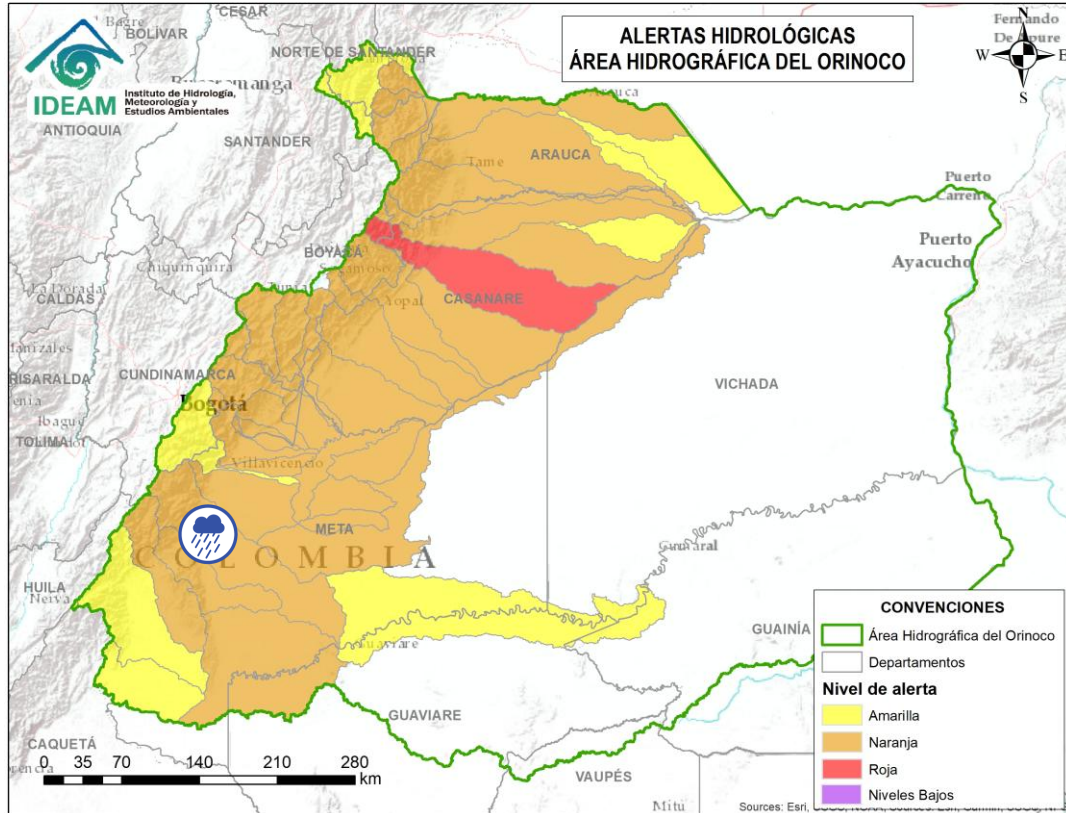 ALERTAS HIDROLÓGICAS
ÁREA HIDROGRÁFICA DEL ORINOCO
IDEAM
Instituto de Hidrología,
Meteorología y
Estudios Ambientales
N
W
E
S
CESAR
BOLÍVAR
NORTE DE SANTANDER
ANTIOQUIA
SANTANDER
ARAUCA
Tame
Puerto
Carreño
Puerto
Ayacucho
BOYACÁ
Chiquinquira
CALDAS
La Dorada
Yopal
CASANARE
VICHADA
RISARALDA
CUNDINAMARCA
Bogotá
Ibagué
TOLIMA
Villavicencio
META
COLOMBIA
HUILA
Neiva
GUAINÍA
GUAVIARE
CAQUETÁ
VAUPÉS
Mitú
0 35 70 140 210 280
km
CONVENCIONES
Área Hidrográfica del Orinoco
Departamentos
Nivel de alerta
Amarilla
Naranja
Roja
Niveles Bajos